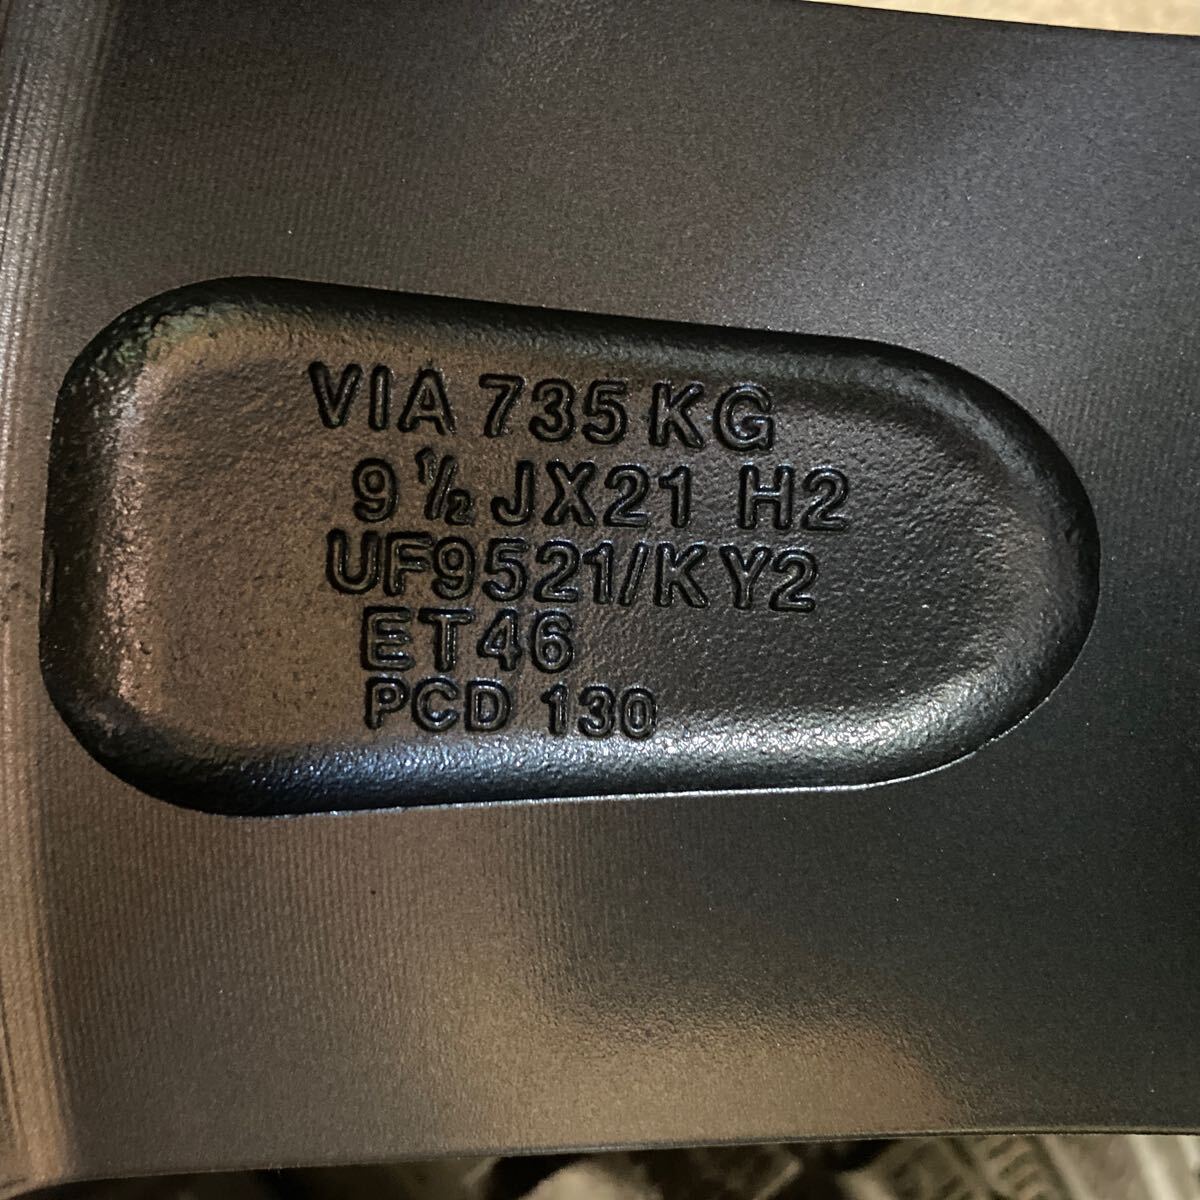 VIA 735 KG
9 ½ JX21 H2
UF9521/KY2
ET46
PCD 130